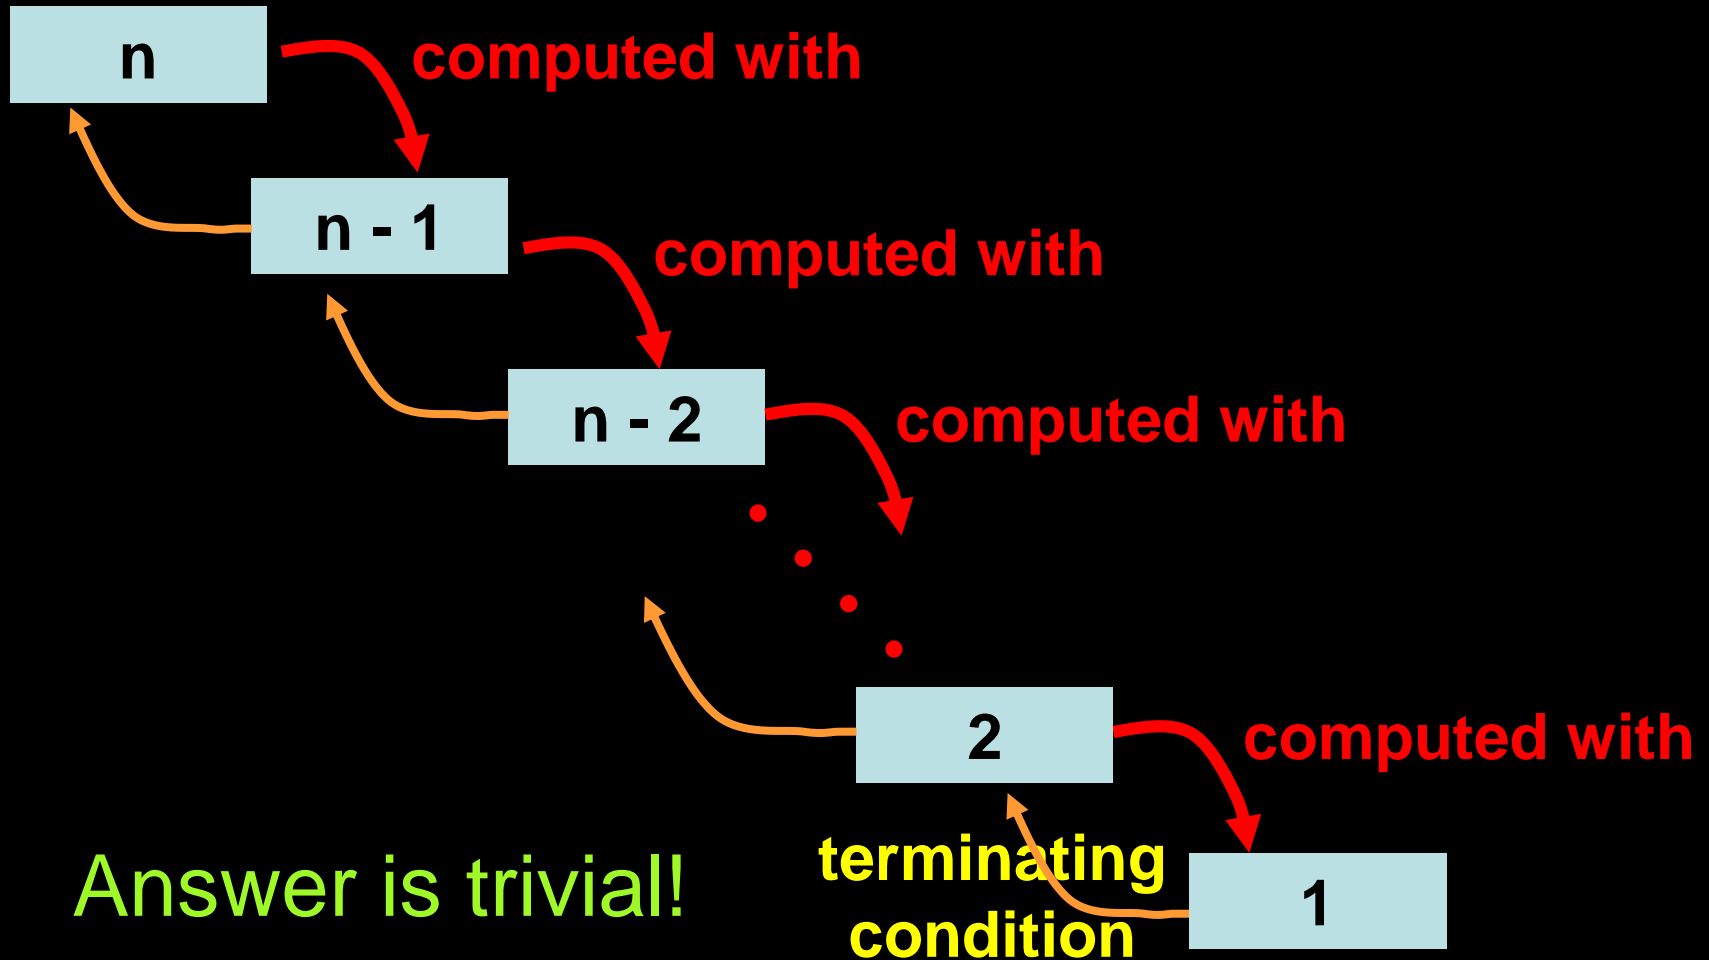 n
computed with
n - 1
computed with
n - 2
computed with
2
computed with
Answer is trivial!
terminating
condition
1